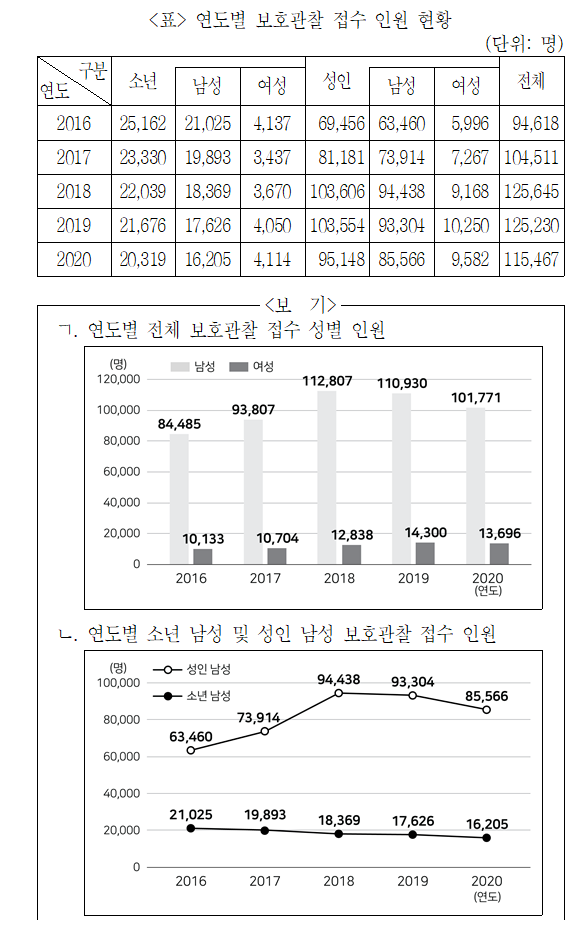 <표> 연도별 보호관찰 접수 인원 현황
(단위: 명)
구분 연도 소년 남성 여성 성인 남성 여성 전체
2016 25,162 21,025 4,137 69,456 63,460 5,996 94,618
2017 23,330 19,893 3,437 81,181 73,914 7,267 104,511
2018 22,039 18,369 3,670 103,606 94,438 9,168 125,645
2019 21,676 17,626 4,050 103,554 93,304 10,250 125,230
2020 20,319 16,205 4,114 95,148 85,566 9,582 115,467
<보 기>
ㄱ. 연도별 전체 보호관찰 접수 성별 인원
(명)
남성 여성
120,000
100,000
80,000
60,000
40,000
20,000
0
84,485 93,807 112,807 110,930 101,771
10,133 10,704 12,838 14,300 13,696
2016 2017 2018 2019 2020
(연도)
ㄴ. 연도별 소년 남성 및 성인 남성 보호관찰 접수 인원
(명)
성인 남성
소년 남성
100,000
80,000
60,000
40,000
20,000
0
63,460 73,914 94,438 93,304 85,566
21,025 19,893 18,369 17,626 16,205
2016 2017 2018 2019 2020
(연도)